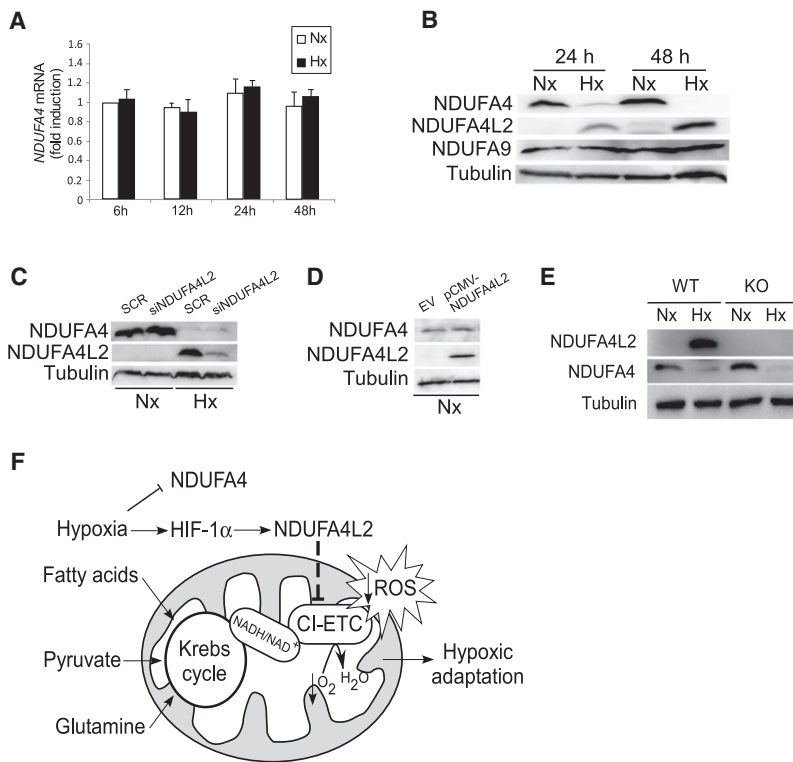 A
NDUFA4 mRNA
(fold induction)
1.6
1.4
1.2
1
0.8
0.6
0.4
0.2
0
Nx
Hx
6h
12h
24h
48h
B
24 h
48 h
Nx
Hx
Nx
Hx
NDUFA4
NDUFA4L2
NDUFA9
Tubulin
C
SCR
siNDUFA4L2
SCR
siNDUFA4L2
NDUFA4
NDUFA4L2
Tubulin
Nx
Hx
D
EV
pCMV-
NDUFA4L2
NDUFA4
NDUFA4L2
Tubulin
Nx
E
WT
KO
Nx
Hx
Nx
Hx
NDUFA4L2
NDUFA4
Tubulin
F
NDUFA4
Hypoxia
HIF-1α
NDUFA4L2
Fatty acids
Pyruvate
Glutamine
Krebs
cycle
NADH/NAD+
CI-ETC
ROS
O2
H2O
Hypoxic
adaptation